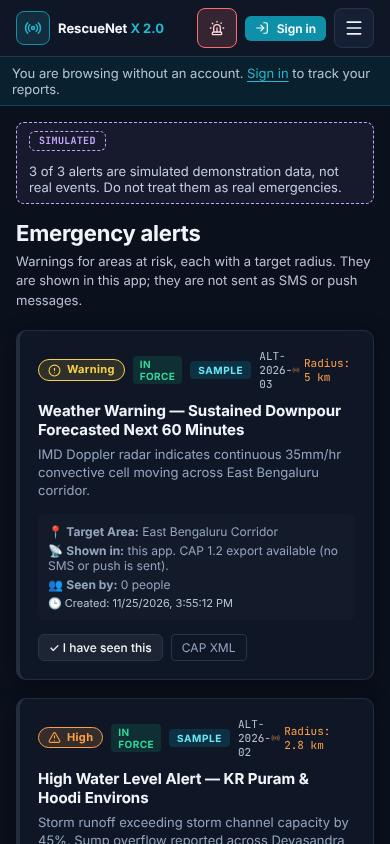 RescueNet X 2.0
Sign in
You are browsing without an account. Sign in to track your
reports.
SIMULATED
3 of 3 alerts are simulated demonstration data, not
real events. Do not treat them as real emergencies.
Emergency alerts
Warnings for areas at risk, each with a target radius. They
are shown in this app; they are not sent as SMS or push
messages.
Warning
IN
FORCE
SAMPLE
ALT-
2026-
03
Radius:
5 km
Weather Warning — Sustained Downpour
Forecasted Next 60 Minutes
IMD Doppler radar indicates continuous 35mm/hr
convective cell moving across East Bengaluru
corridor.
📍 Target Area: East Bengaluru Corridor
📡 Shown in: this app. CAP 1.2 export available (no
SMS or push is sent).
👥 Seen by: 0 people
🕒 Created: 11/25/2026, 3:55:12 PM
✓ I have seen this
CAP XML
High
IN
FORCE
SAMPLE
ALT-
2026-
02
Radius:
2.8 km
High Water Level Alert — KR Puram &
Hoodi Environs
Storm runoff exceeding storm channel capacity by
45%. Sump overflow reported across Devasandra